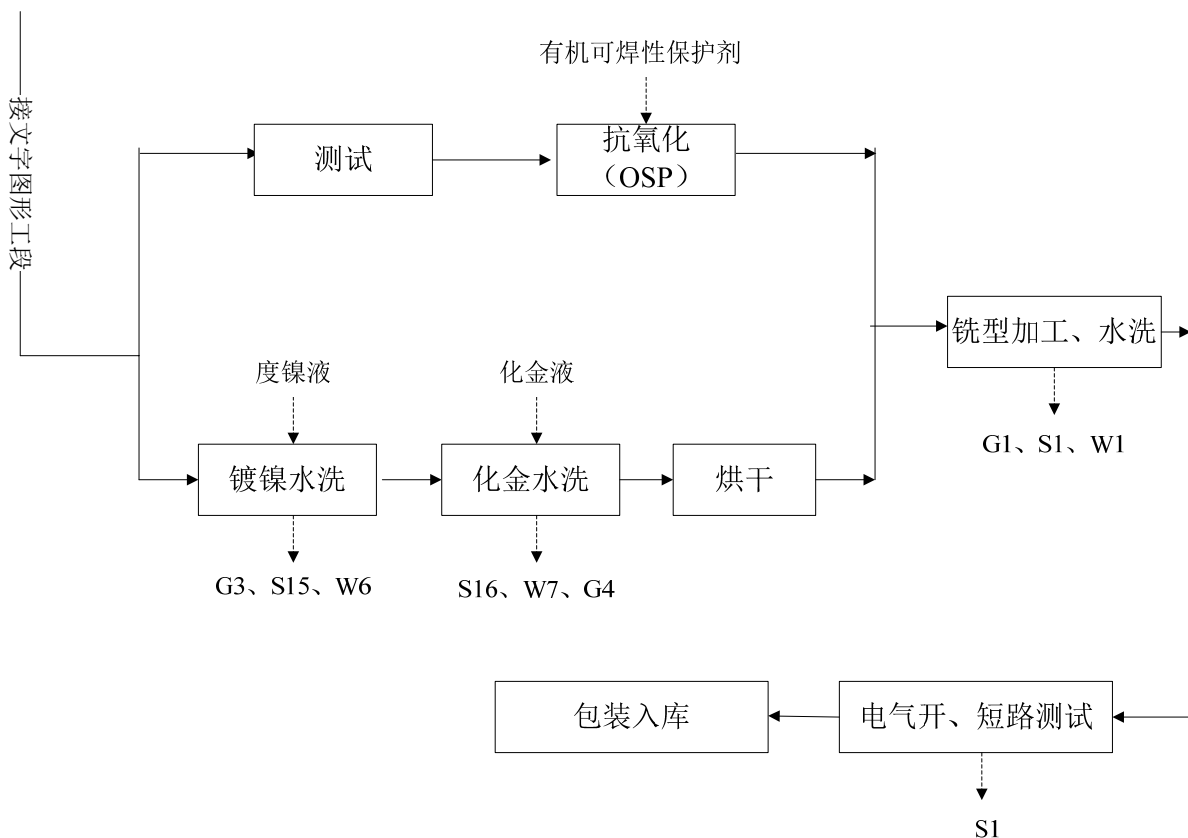 接文字图形工段
有机可焊性保护剂
测试
抗氧化
（OSP）
铣型加工、水洗
G1、S1、W1
度镍液
化金液
镀镍水洗
化金水洗
烘干
G3、S15、W6
S16、W7、G4
包装入库
电气开、短路测试
S1